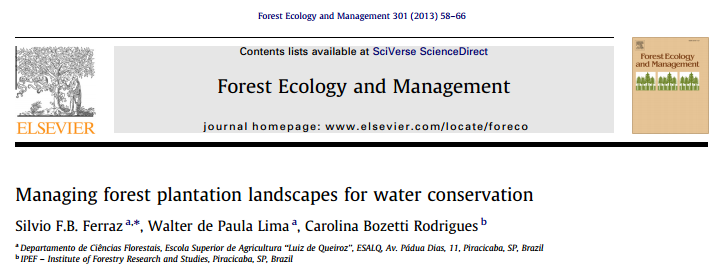 Forest Ecology and Management 301 (2013) 58–66
Contents lists available at SciVerse ScienceDirect
Forest Ecology and Management
journal homepage: www.elsevier.com/locate/foreco
ELSEVIER
Forest Ecology
and Management
Managing forest plantation landscapes for water conservation
Silvio F.B. Ferraz a,*, Walter de Paula Lima a, Carolina Bozetti Rodrigues b
a Departamento de Ciências Florestais, Escola Superior de Agricultura “Luiz de Queiroz”, ESALQ, Av. Pádua Dias, 11, Piracicaba, SP, Brazil
b IPEF – Institute of Forestry Research and Studies, Piracicaba, SP, Brazil